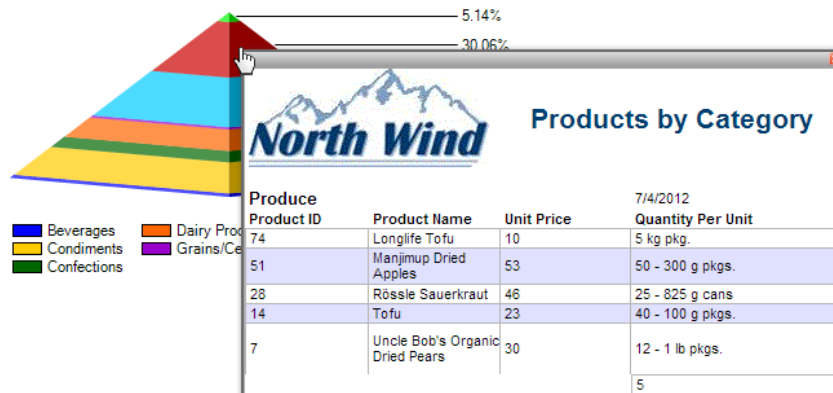 5.14%
30.06%
North Wind
Products by Category
Produce
7/4/2012
Product ID Product Name Unit Price Quantity Per Unit
74 Longlife Tofu 10 5 kg pkg.
51 Manjimup Dried
Apples 53 50 - 300 g pkgs.
28 Rössle Sauerkraut 46 25 - 825 g cans
14 Tofu 23 40 - 100 g pkgs.
7 Uncle Bob's Organic
Dried Pears 30 12 - 1 lb pkgs.
5
Beverages Dairy Proc
Condiments Grains/Ce
Confections